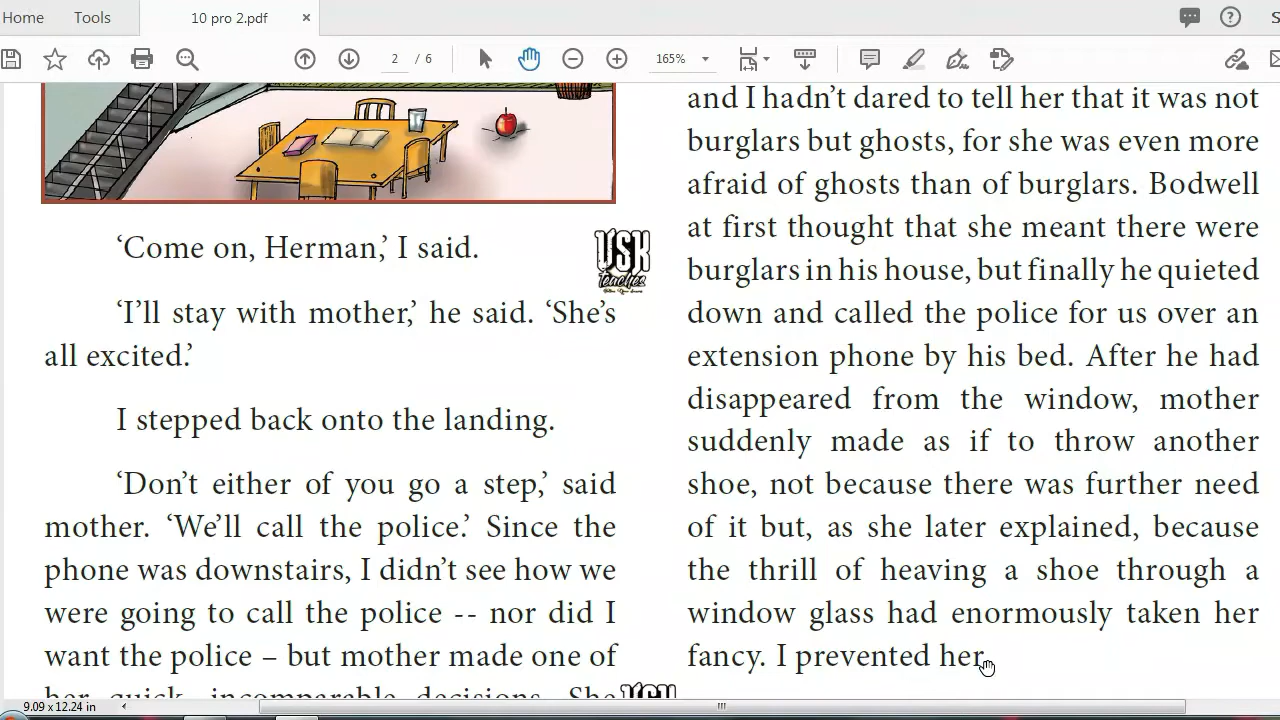 Home
Tools
10 pro 2.pdf
×
?
S
2 / 6
165%
‘Come on, Herman,’ I said.
‘I’ll stay with mother,’ he said. ‘She’s
all excited.’
I stepped back onto the landing.
‘Don’t either of you go a step,’ said
mother. ‘We’ll call the police.’ Since the
phone was downstairs, I didn’t see how we
were going to call the police -- nor did I
want the police – but mother made one of
her quick, incomparable decisions. She
VSK
teaches
and I hadn’t dared to tell her that it was not
burglars but ghosts, for she was even more
afraid of ghosts than of burglars. Bodwell
at first thought that she meant there were
burglars in his house, but finally he quieted
down and called the police for us over an
extension phone by his bed. After he had
disappeared from the window, mother
suddenly made as if to throw another
shoe, not because there was further need
of it but, as she later explained, because
the thrill of heaving a shoe through a
window glass had enormously taken her
fancy. I prevented her.
VSK
9.09 x 12.24 in